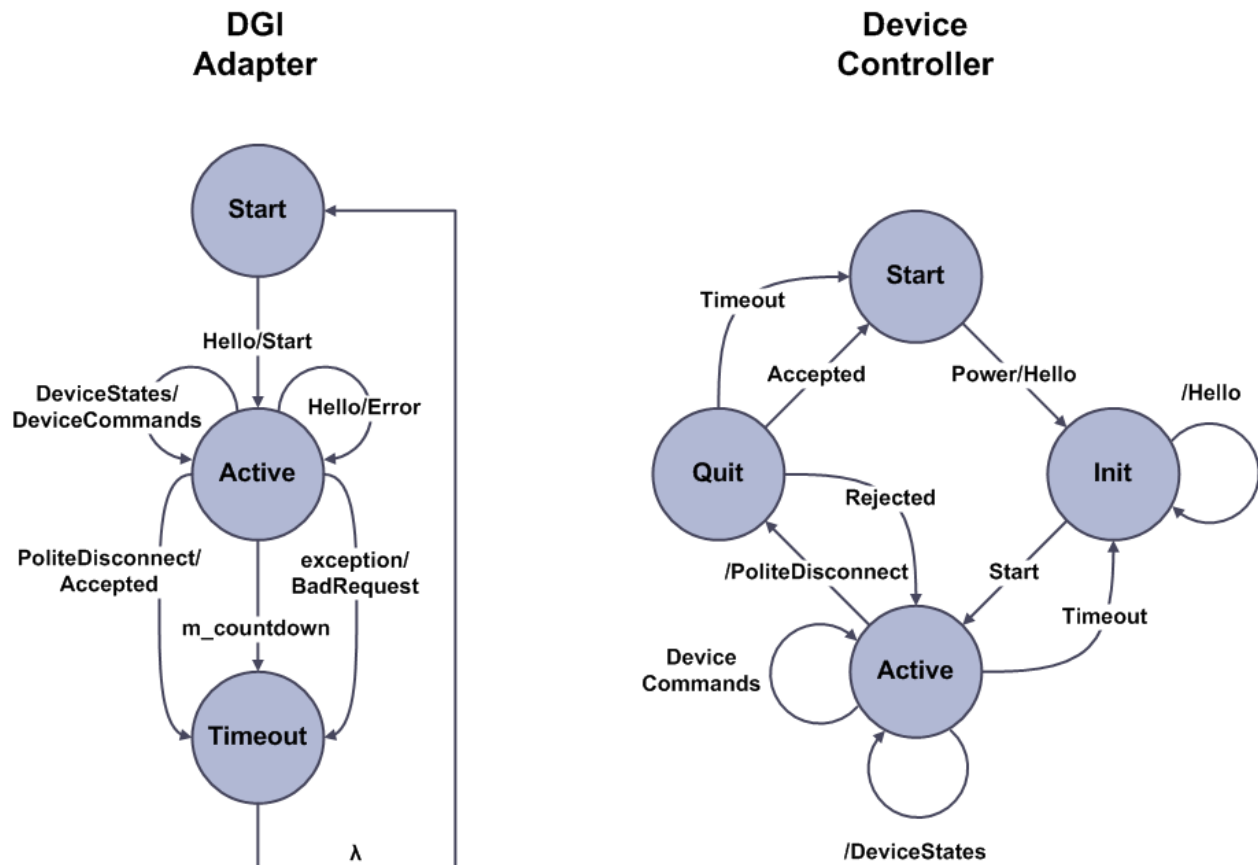 DGI
Adapter
Start
Hello/Start
DeviceStates/
DeviceCommands
Hello/Error
Active
PoliteDisconnect/
Accepted
exception/
BadRequest
m_countdown
Timeout
λ
Device
Controller
Start
Timeout
Accepted
Power/Hello
/Hello
Quit
Init
Rejected
/PoliteDisconnect
Start
Timeout
Device
Commands
Active
/DeviceStates